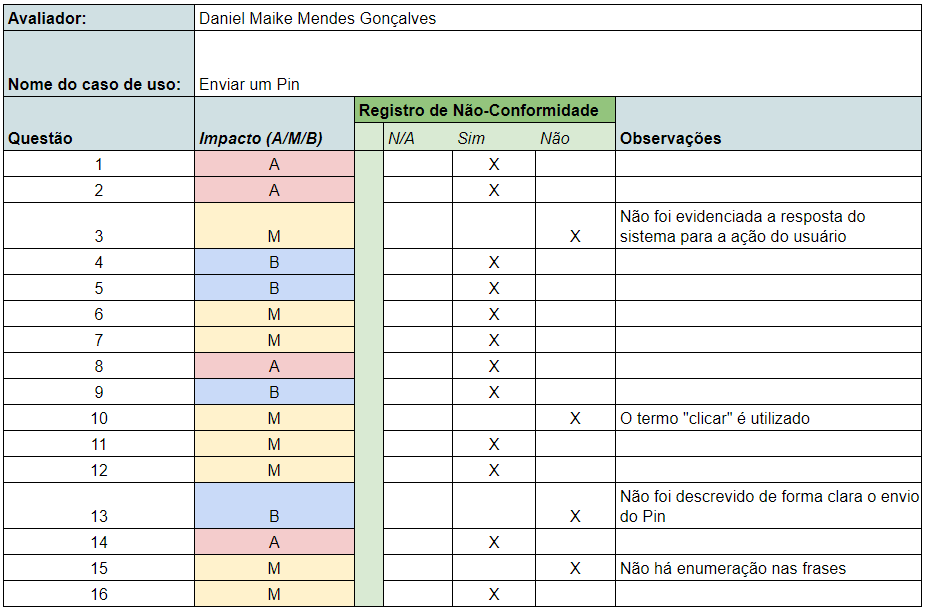 Avaliador: Daniel Maike Mendes Gonçalves
Nome do caso de uso: Enviar um Pin
Registro de Não-Conformidade
Questão Impacto (A/M/B) N/A Sim Não Observações
1 A X
2 A X
Não foi evidenciada a resposta do
3 M X sistema para a ação do usuário
4 B X
5 B X
6 M X
7 M X
8 A X
9 B X
10 M X O termo "clicar" é utilizado
11 M X
12 M X
Não foi descrevido de forma clara o envio
13 B X do Pin
14 A X
15 M X Não há enumeração nas frases
16 M X